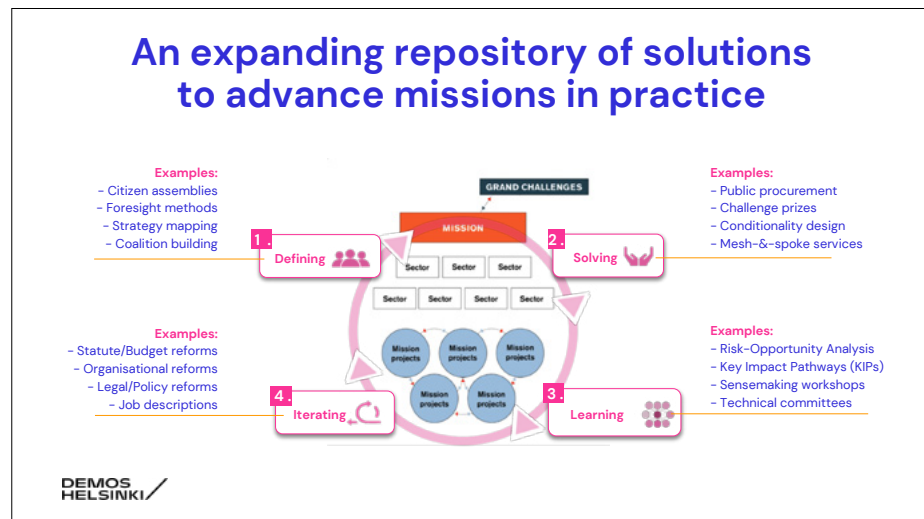 An expanding repository of solutions
to advance missions in practice
Examples:
- Citizen assemblies
- Foresight methods
- Strategy mapping
- Coalition building
Examples:
- Public procurement
- Challenge prizes
- Conditionality design
- Mesh-&-spoke services
GRAND CHALLENGES
MISSION
1.
Defining
2.
Solving
Sector Sector Sector
Sector Sector Sector Sector
Mission
projects
Mission
projects
Mission
projects
Mission
projects
Mission
projects
Examples:
- Statute/Budget reforms
- Organisational reforms
- Legal/Policy reforms
- Job descriptions
Examples:
- Risk-Opportunity Analysis
- Key Impact Pathways (KIPs)
- Sensemaking workshops
- Technical committees
4.
Iterating
3.
Learning
DEMOS
HELSINKI